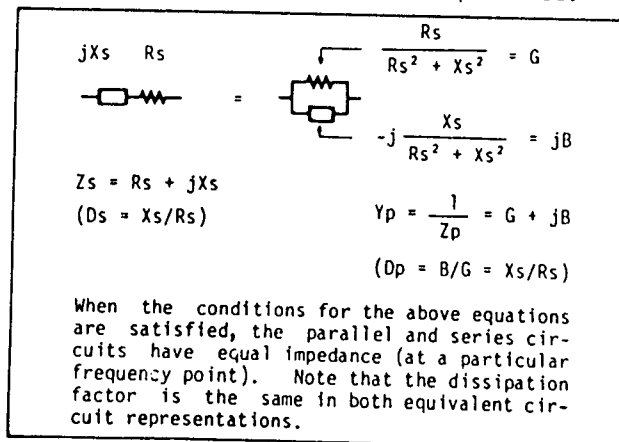 Rs
jXs Rs
Rs² + Xs² = G
=
-j Xs
Rs² + Xs² = jB
Zs = Rs + jXs
(Ds = Xs/Rs)
Yp = 1
Zp = G + jB
(Dp = B/G = Xs/Rs)
When the conditions for the above equations
are satisfied, the parallel and series cir-
cuits have equal impedance (at a particular
frequency point). Note that the dissipation
factor is the same in both equivalent cir-
cuit representations.